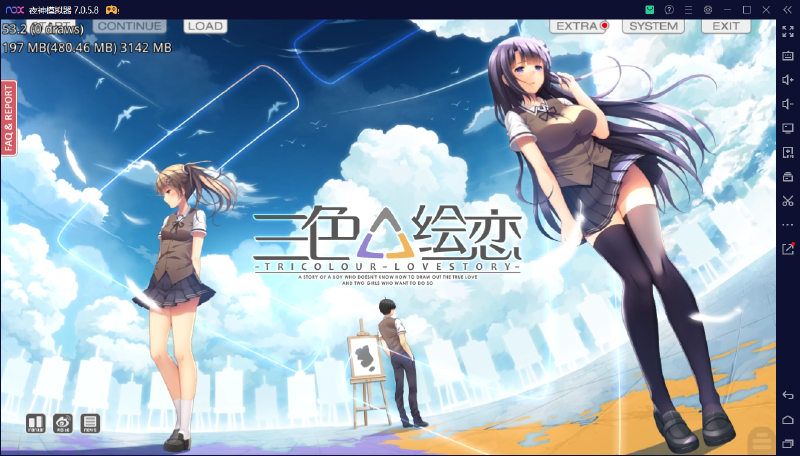 nox 夜神模拟器 7.0.5.8
START CONTINUE LOAD EXTRA SYSTEM EXIT
53.2 (0 draws)
197 MB(480.46 MB) 3142 MB
FAQ & REPORT
三色绘恋
-TRICOLOUR-LOVESTORY-
A STORY OF A BOY WHO DOESN'T KNOW HOW TO DRAW OUT THE TRUE LOVE
AND TWO GIRLS WHO WANT TO DO SO